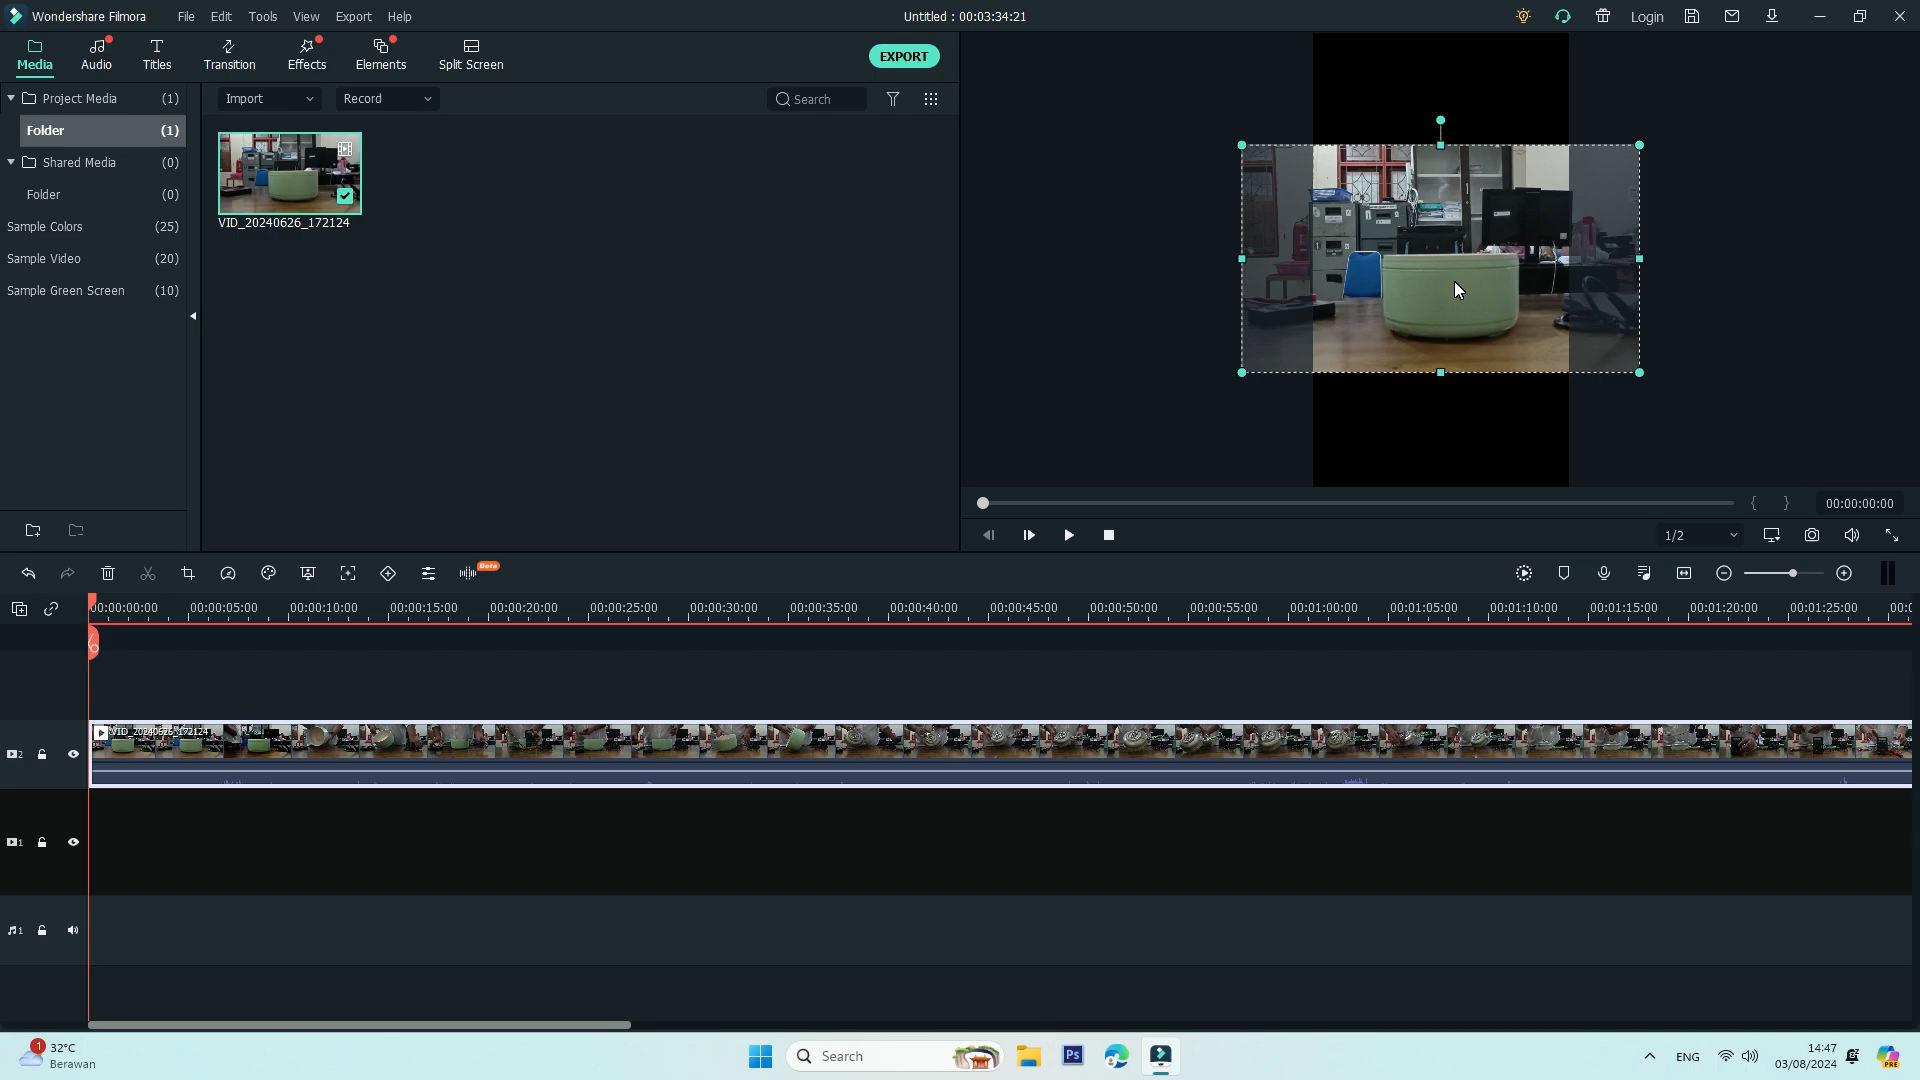 Wondershare Filmora File Edit Tools View Export Help Untitled : 00:03:34:21 Login
Media Audio Titles Transition Effects Elements Split Screen EXPORT
Project Media (1)
Folder (1)
Shared Media (0)
Folder (0)
Sample Colors (25)
Sample Video (20)
Sample Green Screen (10)
Import Record Search
VID_20240626_172124
{ } 00:00:00:00
1/2
Beta
00:00:00:00 00:00:05:00 00:00:10:00 00:00:15:00 00:00:20:00 00:00:25:00 00:00:30:00 00:00:35:00 00:00:40:00 00:00:45:00 00:00:50:00 00:00:55:00 00:01:00:00 00:01:05:00 00:01:10:00 00:01:15:00 00:01:20:00 00:01:25:00
VID_20240626_172124
2
1
1
1
32°C
Berawan
Search
Ps
ENG
14:47
03/08/2024
PRE